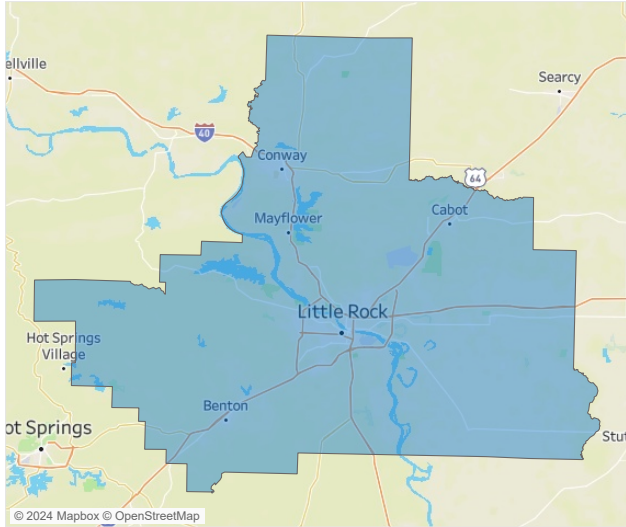 ellville
Searcy
40
Conway
64
Mayflower
Cabot
Little Rock
Hot Springs
Village
Benton
ot Springs
Stut
© 2024 Mapbox © OpenStreetMap